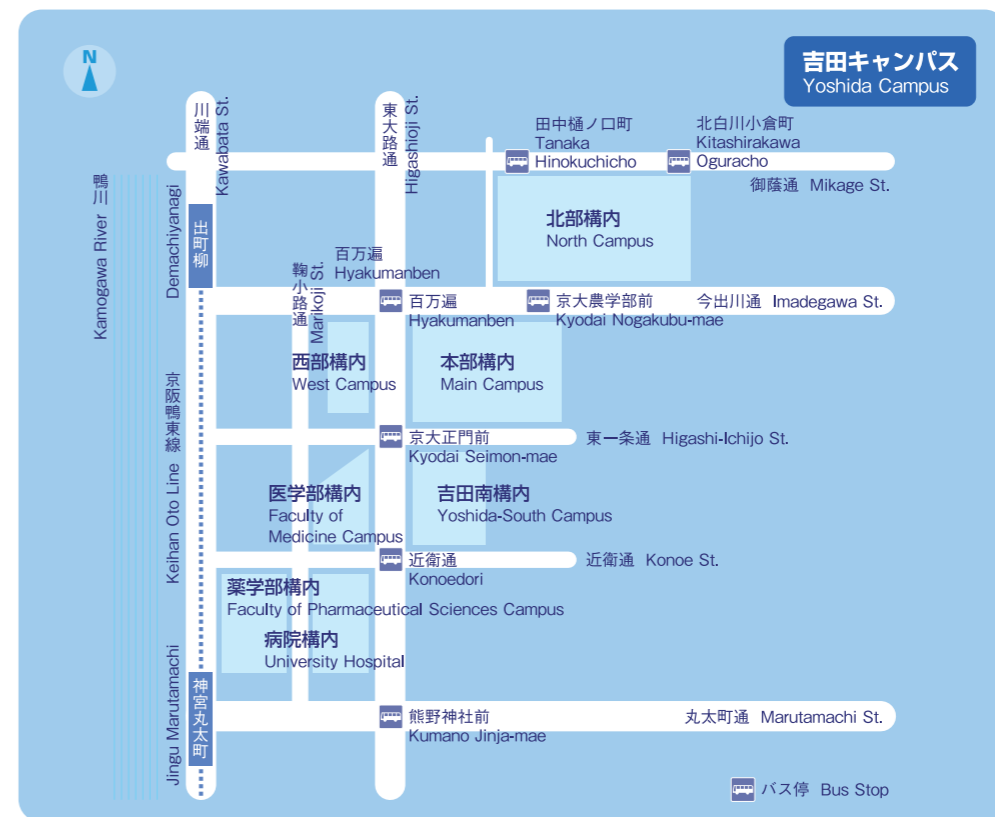 N
吉田キャンパス
Yoshida Campus
川端通
Kawabata St.
東大路通
Higashioji St.
田中樋ノ口町
Tanaka
Hinokuchicho
北白川小倉町
Kitashirakawa
Oguracho
御蔭通 Mikage St.
鴨川
Kamogawa River
出町柳
Demachiyanagi
北部構内
North Campus
鞠小路通
Marikoji St.
百万遍
Hyakumanben
百万遍
Hyakumanben
京大農学部前
Kyodai Nogakubu-mae
今出川通 Imadegawa St.
西部構内
West Campus
本部構内
Main Campus
京阪鴨東線
Keihan Oto Line
京大正門前
Kyodai Seimon-mae
東一条通 Higashi-Ichijo St.
医学部構内
Faculty of
Medicine Campus
吉田南構内
Yoshida-South Campus
近衛通
Konoedori
近衛通 Konoe St.
薬学部構内
Faculty of Pharmaceutical Sciences Campus
病院構内
University Hospital
神宮丸太町
Jingu Marutamachi
熊野神社前
Kumano Jinja-mae
丸太町通 Marutamachi St.
バス停 Bus Stop